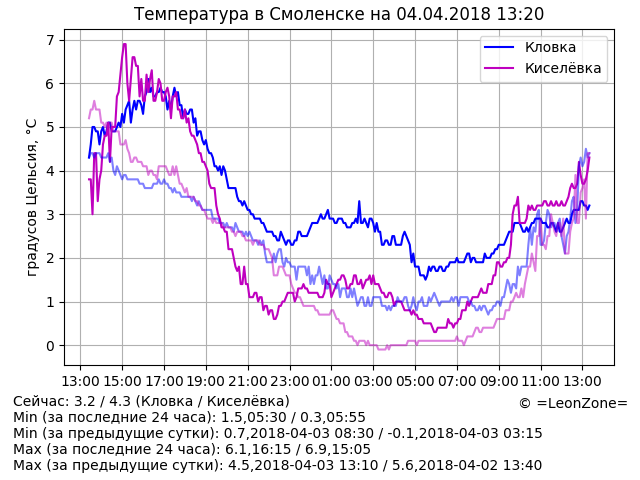 Температура в Смоленске на 04.04.2018 13:20
Кловка
Киселёвка
градусов Цельсия, °C
7
6
5
4
3
2
1
0
13:00 15:00 17:00 19:00 21:00 23:00 01:00 03:00 05:00 07:00 09:00 11:00 13:00
Сейчас: 3.2 / 4.3 (Кловка / Киселёвка)
© =LeonZone=
Min (за последние 24 часа): 1.5,05:30 / 0.3,05:55
Min (за предыдущие сутки): 0.7,2018-04-03 08:30 / -0.1,2018-04-03 03:15
Max (за последние 24 часа): 6.1,16:15 / 6.9,15:05
Max (за предыдущие сутки): 4.5,2018-04-03 13:10 / 5.6,2018-04-02 13:40